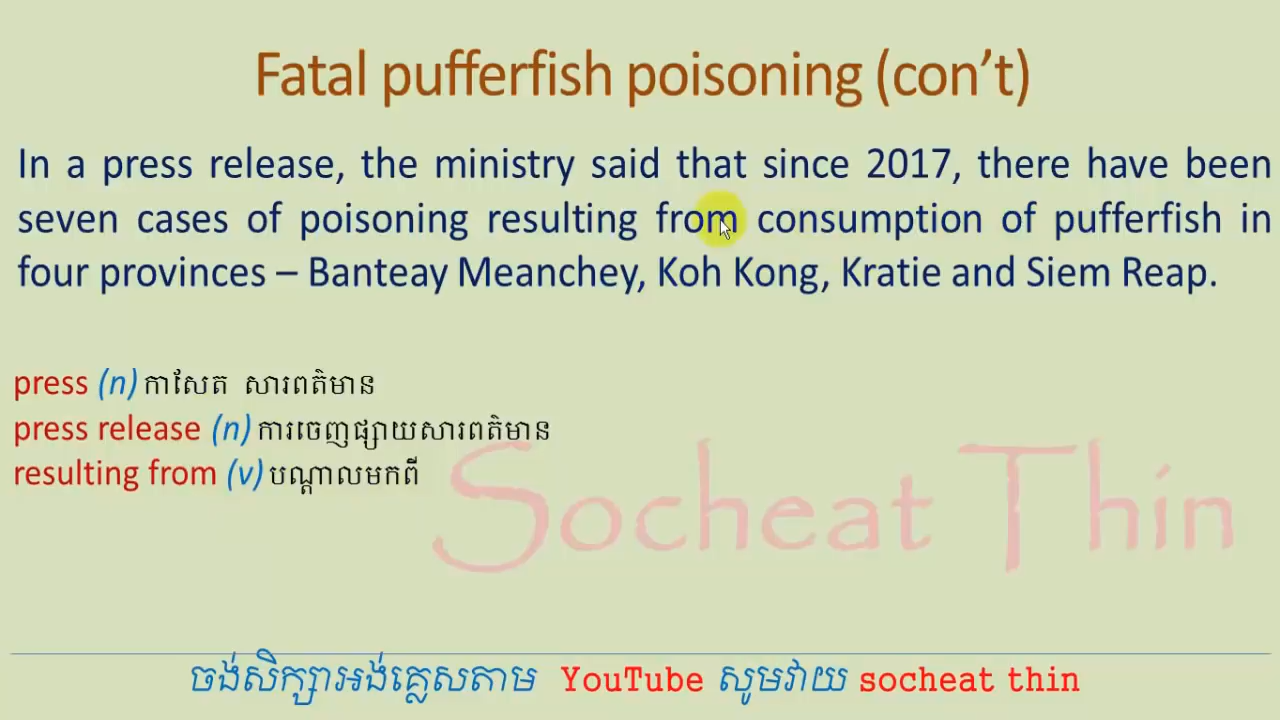 Fatal pufferfish poisoning (con’t)
In a press release, the ministry said that since 2017, there have been
seven cases of poisoning resulting from consumption of pufferfish in
four provinces – Banteay Meanchey, Koh Kong, Kratie and Siem Reap.
press (n) កាសែត សារពត៌មាន
press release (n) ការចេញផ្សាយសារពត៌មាន
resulting from (v) បណ្តាលមកពី
Socheat Thin
ចង់សិក្សាអង់គ្លេសតាម YouTube សូមវាយ socheat thin